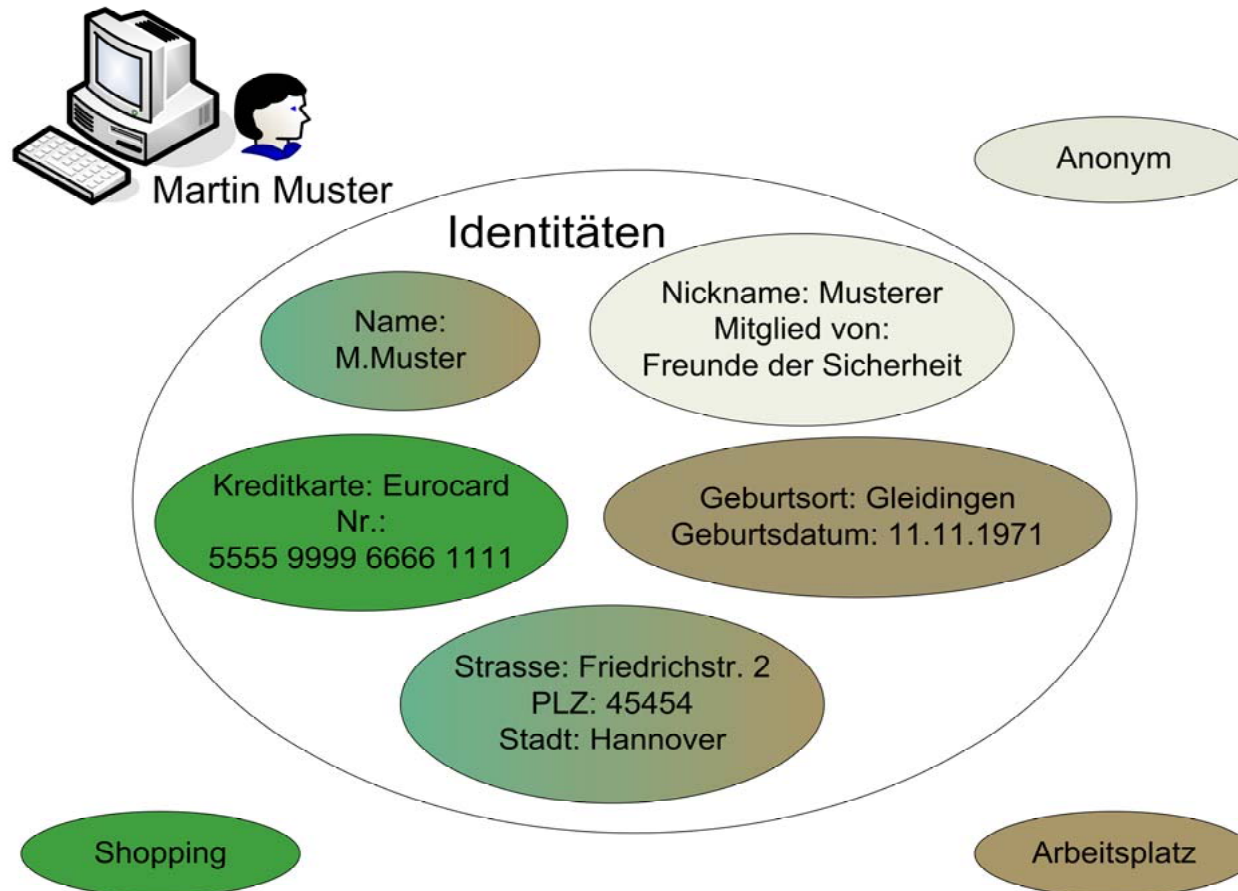 Martin Muster
Anonym
Identitäten
Name:
M.Muster
Nickname: Musterer
Mitglied von:
Freunde der Sicherheit
Kreditkarte: Eurocard
Nr.:
5555 9999 6666 1111
Geburtsort: Gleidingen
Geburtsdatum: 11.11.1971
Strasse: Friedrichstr. 2
PLZ: 45454
Stadt: Hannover
Shopping
Arbeitsplatz